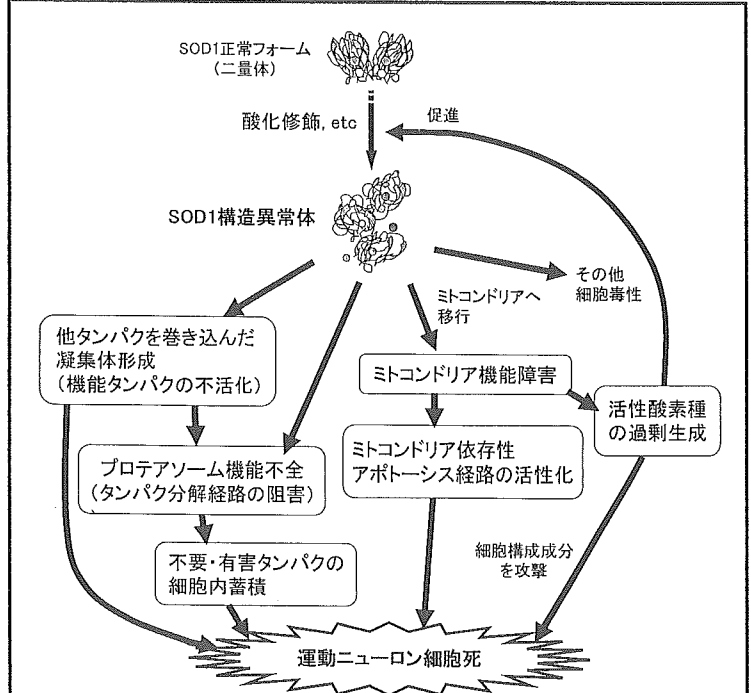 SOD1正常フォーム
(二量体)
酸化修飾, etc
促進
SOD1構造異常体
その他
細胞毒性
ミトコンドリアへ
移行
他タンパクを巻き込んだ
凝集体形成
(機能タンパクの不活化)
ミトコンドリア機能障害
活性酸素種
の過剰生成
プロテアソーム機能不全
(タンパク分解経路の阻害)
ミトコンドリア依存性
アポトーシス経路の活性化
不要・有害タンパクの
細胞内蓄積
細胞構成成分
を攻撃
運動ニューロン細胞死